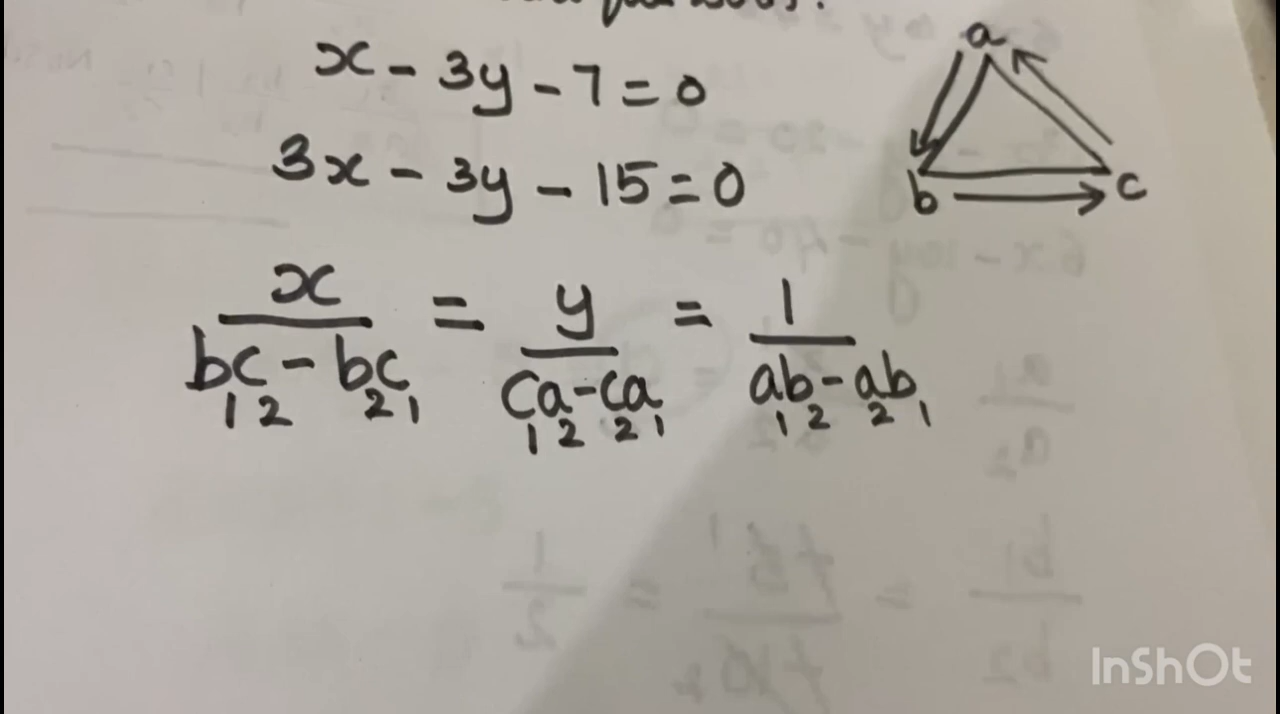 x - 3y - 7 = 0
3x - 3y - 15 = 0
a
b
c
x/(b₁c₂ - b₂c₁) = y/(c₁a₂ - c₂a₁) = 1/(a₁b₂ - a₂b₁)
InShOt